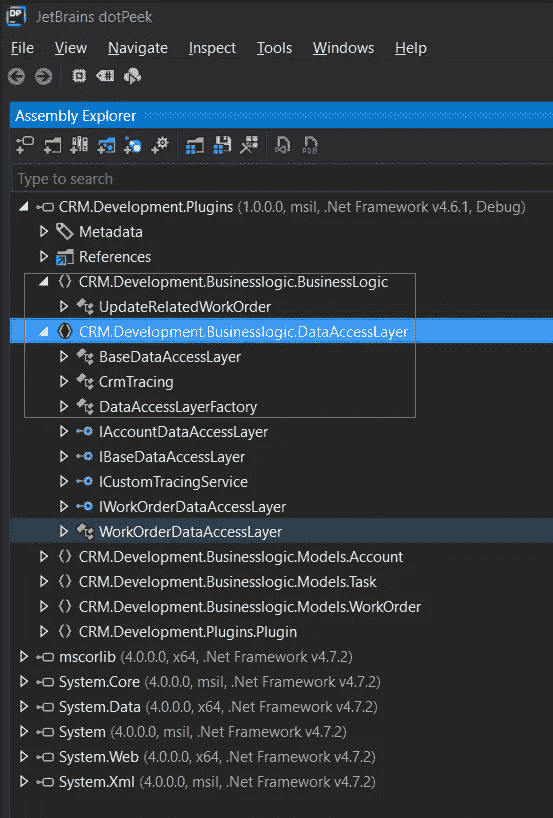 DP JetBrains dotPeek
File View Navigate Inspect Tools Windows Help
Assembly Explorer
PDB
Type to search
CRM.Development.Plugins (1.0.0.0, msil, .Net Framework v4.6.1, Debug)
Metadata
References
CRM.Development.Businesslogic.BusinessLogic
UpdateRelatedWorkOrder
CRM.Development.Businesslogic.DataAccessLayer
BaseDataAccessLayer
CrmTracing
DataAccessLayerFactory
IAccountDataAccessLayer
IBaseDataAccessLayer
ICustomTracingService
IWorkOrderDataAccessLayer
WorkOrderDataAccessLayer
CRM.Development.Businesslogic.Models.Account
CRM.Development.Businesslogic.Models.Task
CRM.Development.Businesslogic.Models.WorkOrder
CRM.Development.Plugins.Plugin
mscorlib (4.0.0.0, x64, .Net Framework v4.7.2)
System.Core (4.0.0.0, msil, .Net Framework v4.7.2)
System.Data (4.0.0.0, x64, .Net Framework v4.7.2)
System (4.0.0.0, msil, .Net Framework v4.7.2)
System.Web (4.0.0.0, x64, .Net Framework v4.7.2)
System.Xml (4.0.0.0, msil, .Net Framework v4.7.2)